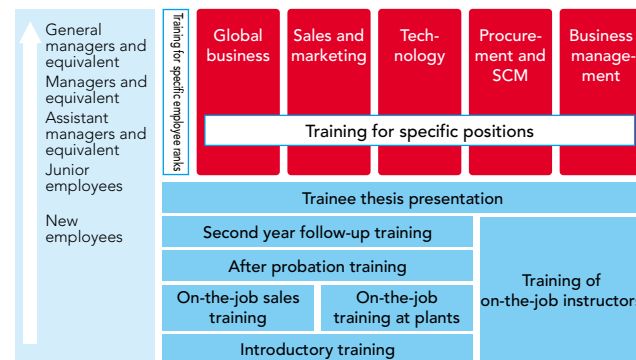 General
managers and
equivalent
Managers and
equivalent
Assistant
managers and
equivalent
Junior
employees
New
employees
Training for specific employee ranks
Global
business
Sales and
marketing
Tech-
nology
Procure-
ment and
SCM
Business
manage-
ment
Training for specific positions
Trainee thesis presentation
Second year follow-up training
After probation training
On-the-job sales
training
On-the-job
training at plants
Introductory training
Training of
on-the-job instructor